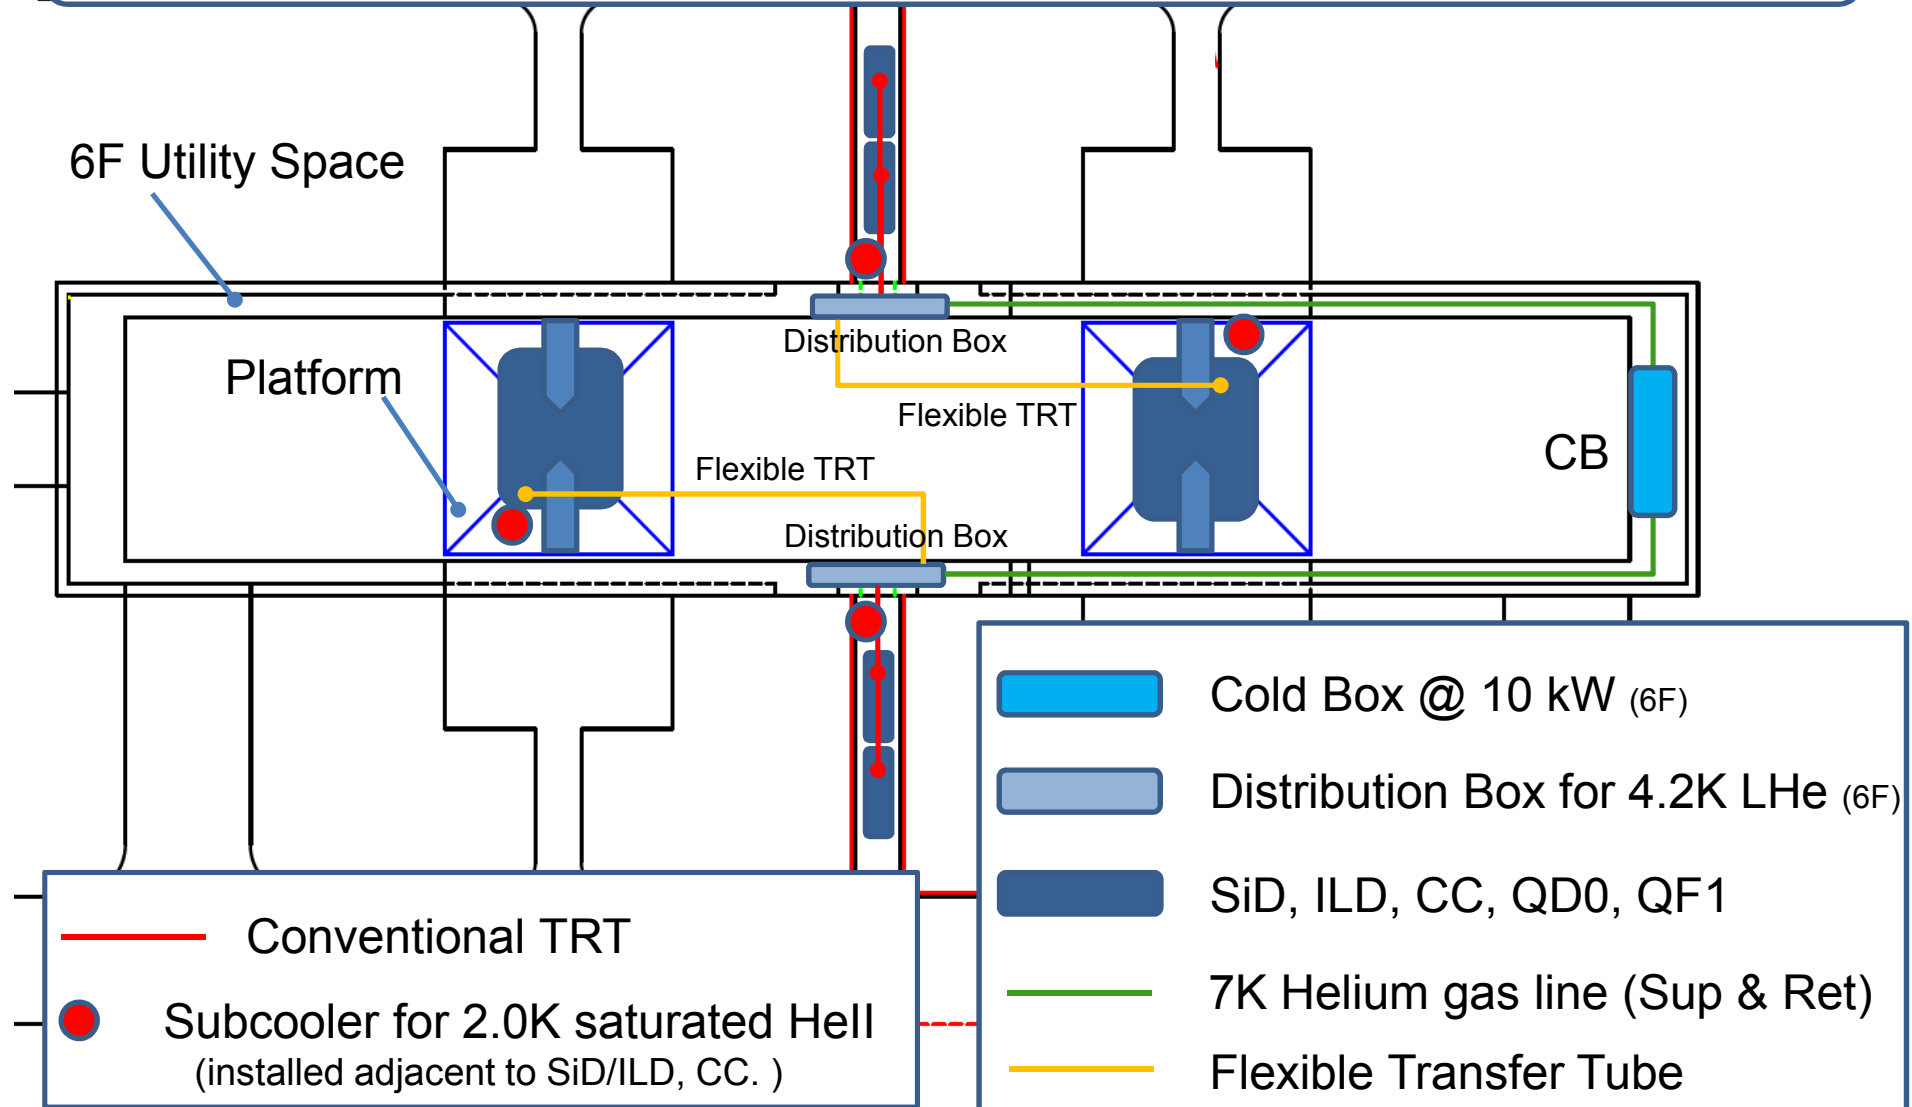 6F Utility Space
Distribution Box
Platform
Flexible TRT
CB
Flexible TRT
Distribution Box
Cold Box @ 10 kW (6F)
Distribution Box for 4.2K LHe (6F)
SiD, ILD, CC, QD0, QF1
7K Helium gas line (Sup & Ret)
Flexible Transfer Tube
Conventional TRT
Subcooler for 2.0K saturated HeII
(installed adjacent to SiD/ILD, CC. )